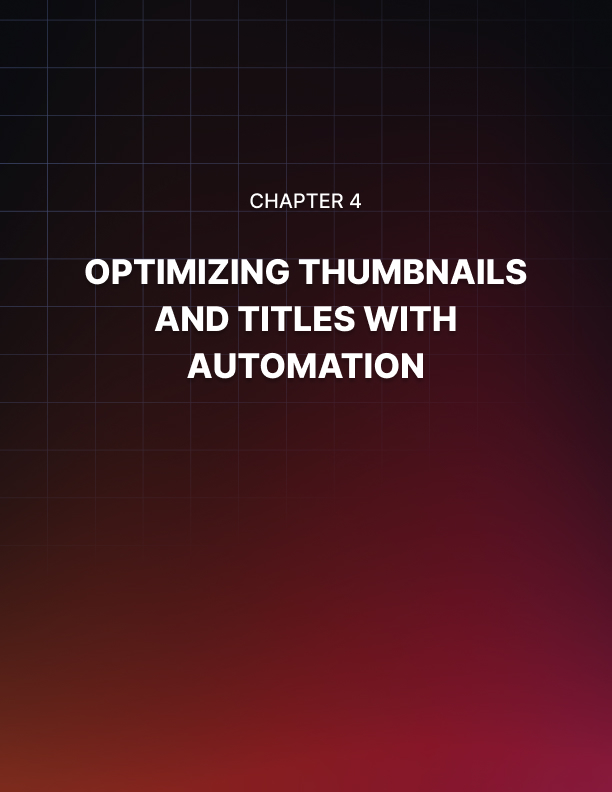 CHAPTER 4
OPTIMIZING THUMBNAILS
AND TITLES WITH
AUTOMATION